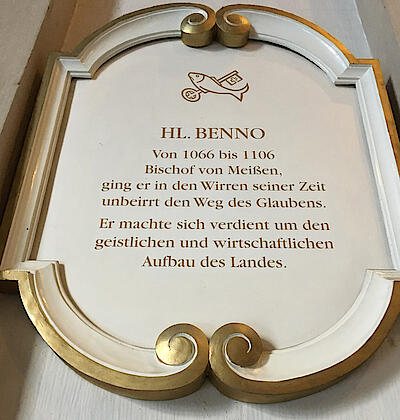 HL. BENNO
Von 1066 bis 1106
Bischof von Meißen,
ging er in den Wirren seiner Zeit
unbeirrt den Weg des Glaubens.
Er machte sich verdient um den
geistlichen und wirtschaftlichen
Aufbau des Landes.